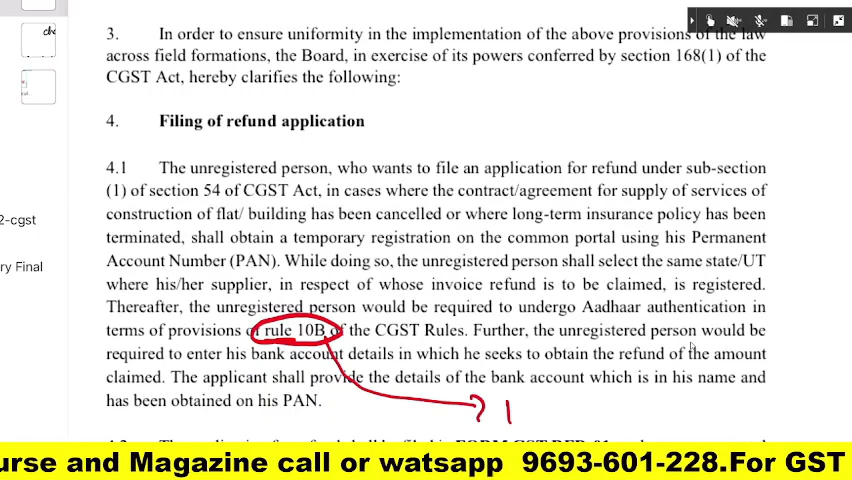 3. In order to ensure uniformity in the implementation of the above provisions of the law
across field formations, the Board, in exercise of its powers conferred by section 168(1) of the
CGST Act, hereby clarifies the following:
4. Filing of refund application
4.1 The unregistered person, who wants to file an application for refund under sub-section
(1) of section 54 of CGST Act, in cases where the contract/agreement for supply of services of
construction of flat/ building has been cancelled or where long-term insurance policy has been
2-cgst
terminated, shall obtain a temporary registration on the common portal using his Permanent
Account Number (PAN). While doing so, the unregistered person shall select the same state/UT
ry Final
where his/her supplier, in respect of whose invoice refund is to be claimed, is registered.
Thereafter, the unregistered person would be required to undergo Aadhaar authentication in
terms of provisions of rule 10B of the CGST Rules. Further, the unregistered person would be
required to enter his bank account details in which he seeks to obtain the refund of the amount
claimed. The applicant shall provide the details of the bank account which is in his name and
has been obtained on his PAN.
urse and Magazine call or watsapp 9693-601-228.For GST